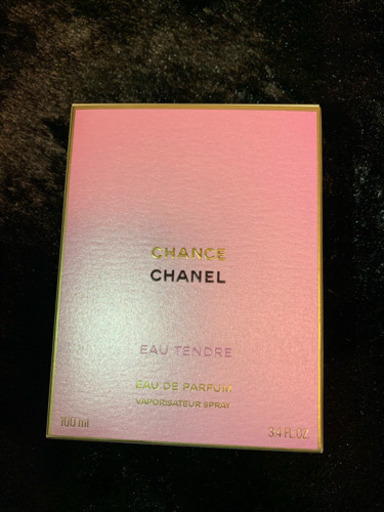 CHANCE
CHANEL
EAU TENDRE
EAU DE PARFUM
VAPORISATEUR SPRAY
100 ml 3.4 FL.OZ.